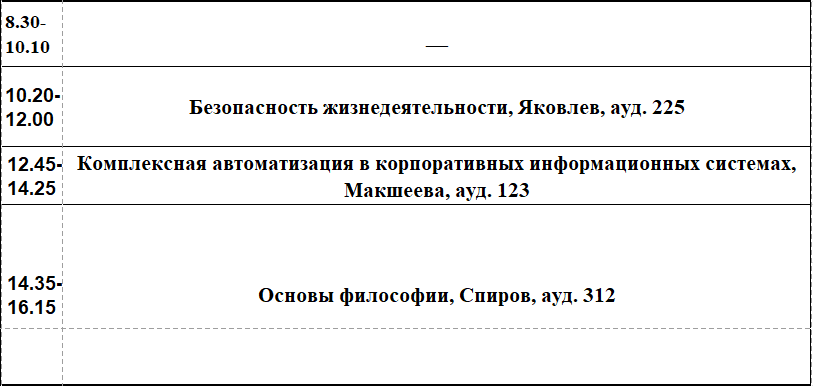 8.30-
10.10
—
10.20-
12.00
Безопасность жизнедеятельности, Яковлев, ауд. 225
12.45-
14.25
Комплексная автоматизация в корпоративных информационных системах,
Макшеева, ауд. 123
14.35-
16.15
Основы философии, Спиров, ауд. 312